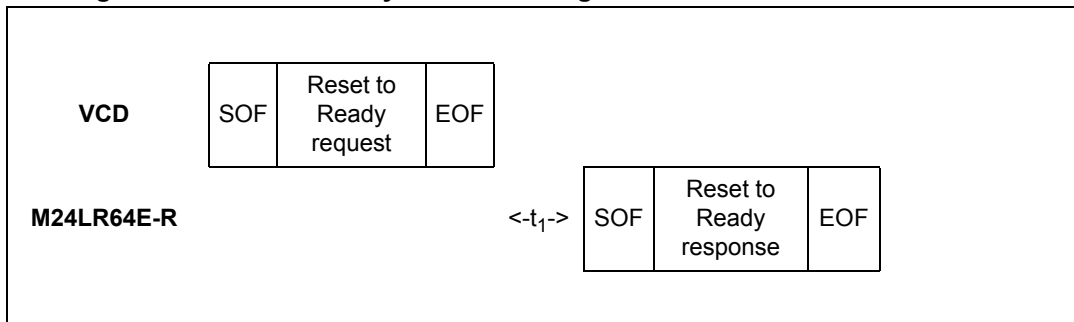 VCD SOF Reset to Ready request EOF
M24LR64E-R <-t₁-> SOF Reset to Ready response EOF